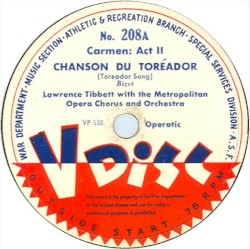 WAR DEPARTMENT - MUSIC SECTION - ATHLETIC & RECREATION BRANCH - SPECIAL SERVICES DIVISION A.S.F.
No. 208A
Carmen: Act II
CHANSON DU TORÉADOR
[Toreador Song]
Bizet
Lawrence Tibbett with the Metropolitan
Opera Chorus and Orchestra
VP 538 Operatic
V DISC
OUTSIDE START - 78 RPM